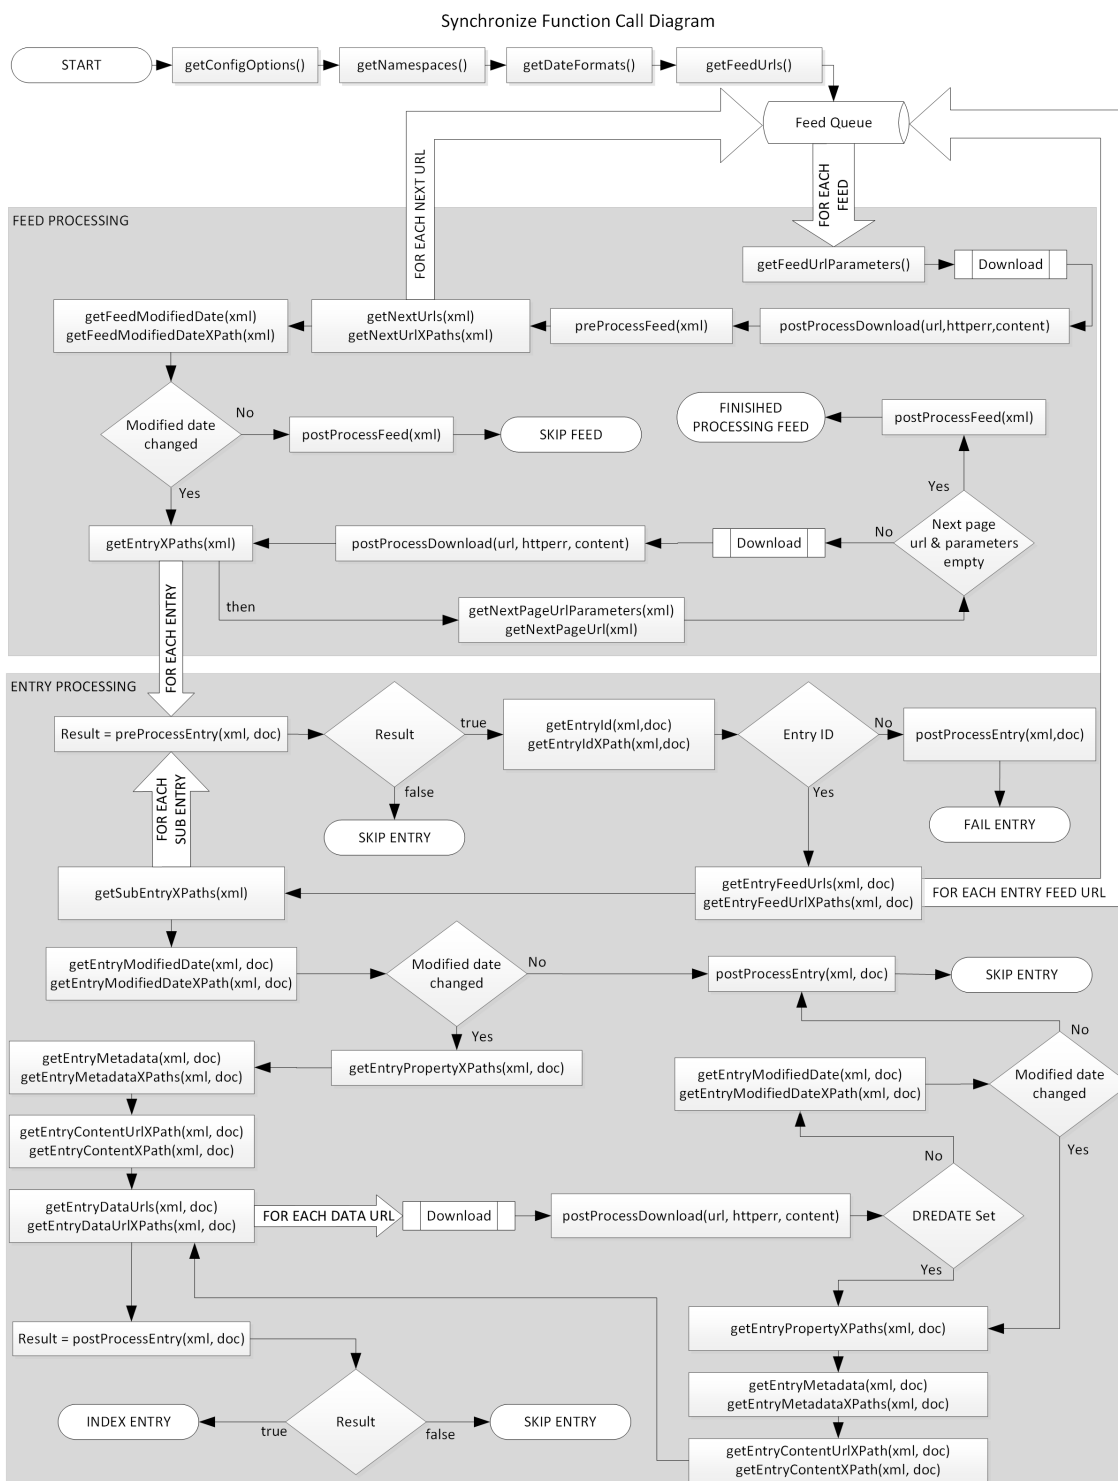 Synchronize Function Call Diagram
START
getConfigOptions()
getNamespaces()
getDateFormats()
getFeedUrls()
Feed Queue
FOR EACH NEXT URL
FOR EACH
FEED
FEED PROCESSING
getFeedUrlParameters()
Download
getFeedModifiedDate(xml)
getFeedModifiedDateXPath(xml)
getNextUrls(xml)
getNextUrlXPaths(xml)
preProcessFeed(xml)
postProcessDownload(url,httperr,content)
Modified date
changed
No
postProcessFeed(xml)
SKIP FEED
FINISIHED
PROCESSING FEED
postProcessFeed(xml)
Yes
Yes
getEntryXPaths(xml)
postProcessDownload(url, httperr, content)
Download
No
Next page
url & parameters
empty
then
getNextPageUrlParameters(xml)
getNextPageUrl(xml)
FOR EACH ENTRY
ENTRY PROCESSING
Result = preProcessEntry(xml, doc)
Result
true
getEntryId(xml,doc)
getEntryIdXPath(xml,doc)
Entry ID
No
postProcessEntry(xml,doc)
false
Yes
FOR EACH
SUB ENTRY
SKIP ENTRY
FAIL ENTRY
getSubEntryXPaths(xml)
getEntryFeedUrls(xml, doc)
getEntryFeedUrlXPaths(xml, doc)
FOR EACH ENTRY FEED URL
getEntryModifiedDate(xml, doc)
getEntryModifiedDateXPath(xml, doc)
Modified date
changed
No
postProcessEntry(xml, doc)
SKIP ENTRY
Yes
No
getEntryMetadata(xml, doc)
getEntryMetadataXPaths(xml, doc)
getEntryPropertyXPaths(xml, doc)
getEntryModifiedDate(xml, doc)
getEntryModifiedDateXPath(xml, doc)
Modified date
changed
getEntryContentUrlXPath(xml, doc)
getEntryContentXPath(xml, doc)
No
Yes
getEntryDataUrls(xml, doc)
getEntryDataUrlXPaths(xml, doc)
FOR EACH DATA URL
Download
postProcessDownload(url, httperr, content)
DREDATE Set
Yes
Result = postProcessEntry(xml, doc)
getEntryPropertyXPaths(xml, doc)
getEntryMetadata(xml, doc)
getEntryMetadataXPaths(xml, doc)
INDEX ENTRY
true
Result
false
SKIP ENTRY
getEntryContentUrlXPath(xml, doc)
getEntryContentXPath(xml, doc)